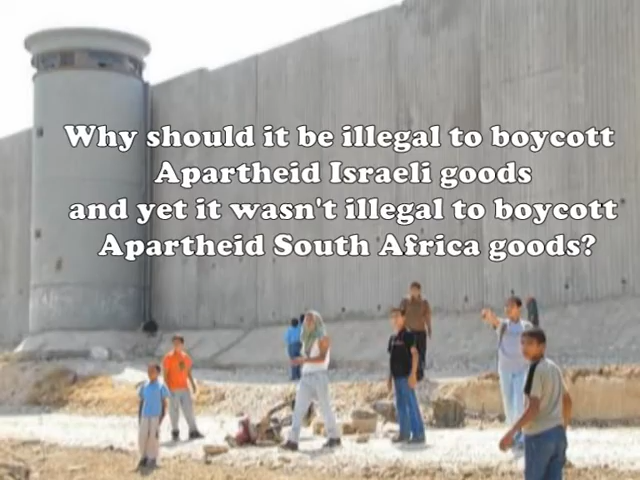 Why should it be illegal to boycott
Apartheid Israeli goods
and yet it wasn't illegal to boycott
Apartheid South Africa goods?